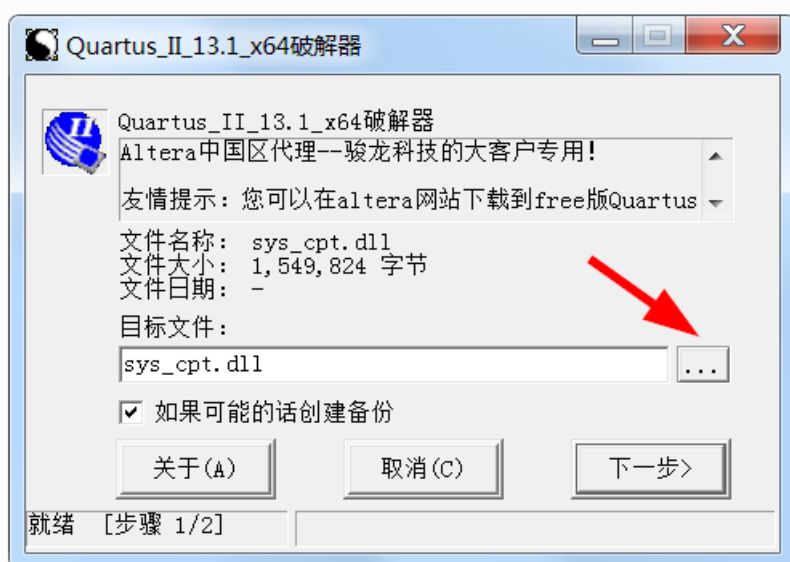 Quartus_II_13.1_x64破解器
Quartus_II_13.1_x64破解器
Altera中国区代理--骏龙科技的大客户专用!
友情提示: 您可以在altera网站下载到free版Quartus
文件名称: sys_cpt.dll
文件大小: 1,549,824 字节
文件日期: -
目标文件:
sys_cpt.dll
...
如果可能的话创建备份
关于(A)
取消(C)
下一步>
就绪 [步骤 1/2]